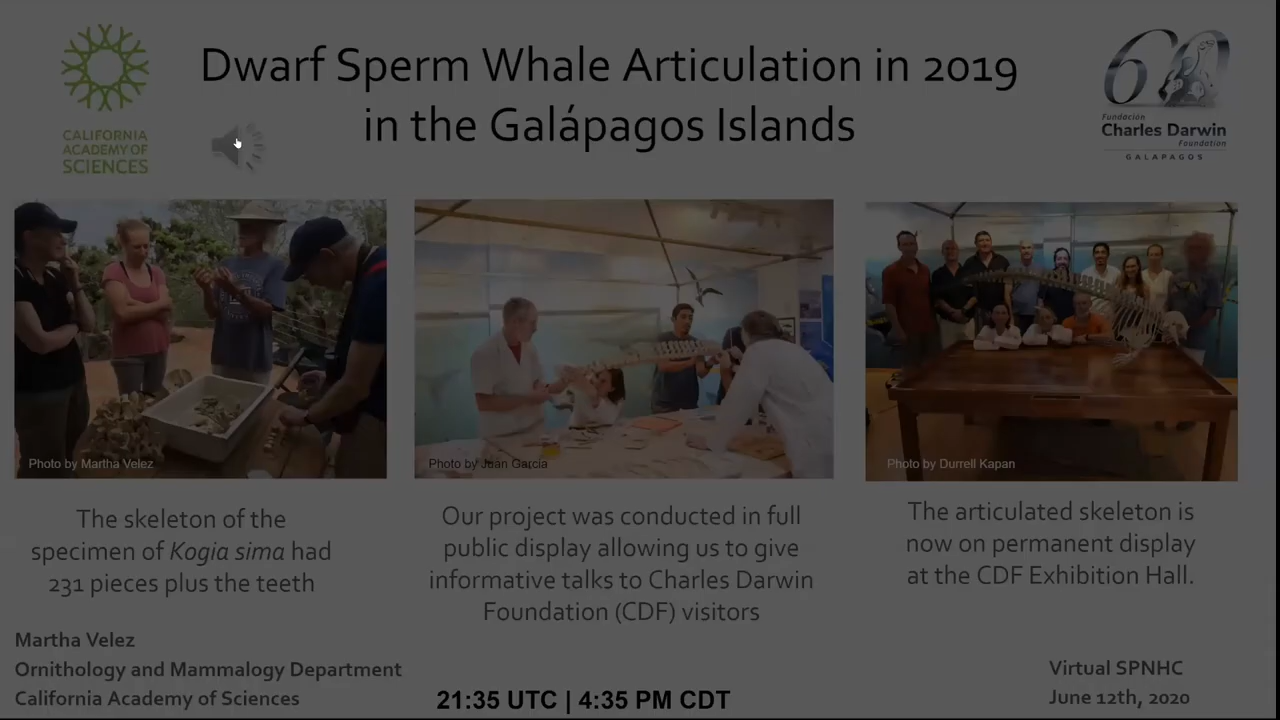 Dwarf Sperm Whale Articulation in 2019
in the Galápagos Islands
CALIFORNIA
ACADEMY OF
SCIENCES
60
Fundación
Charles Darwin
Foundation
GALAPAGOS
Photo by Martha Velez
Photo by Juan Garcia
Photo by Durrell Kapan
The skeleton of the
specimen of Kogia sima had
231 pieces plus the teeth
Our project was conducted in full
public display allowing us to give
informative talks to Charles Darwin
Foundation (CDF) visitors
The articulated skeleton is
now on permanent display
at the CDF Exhibition Hall.
Martha Velez
Ornithology and Mammalogy Department
California Academy of Sciences
21:35 UTC | 4:35 PM CDT
Virtual SPNHC
June 12th, 2020